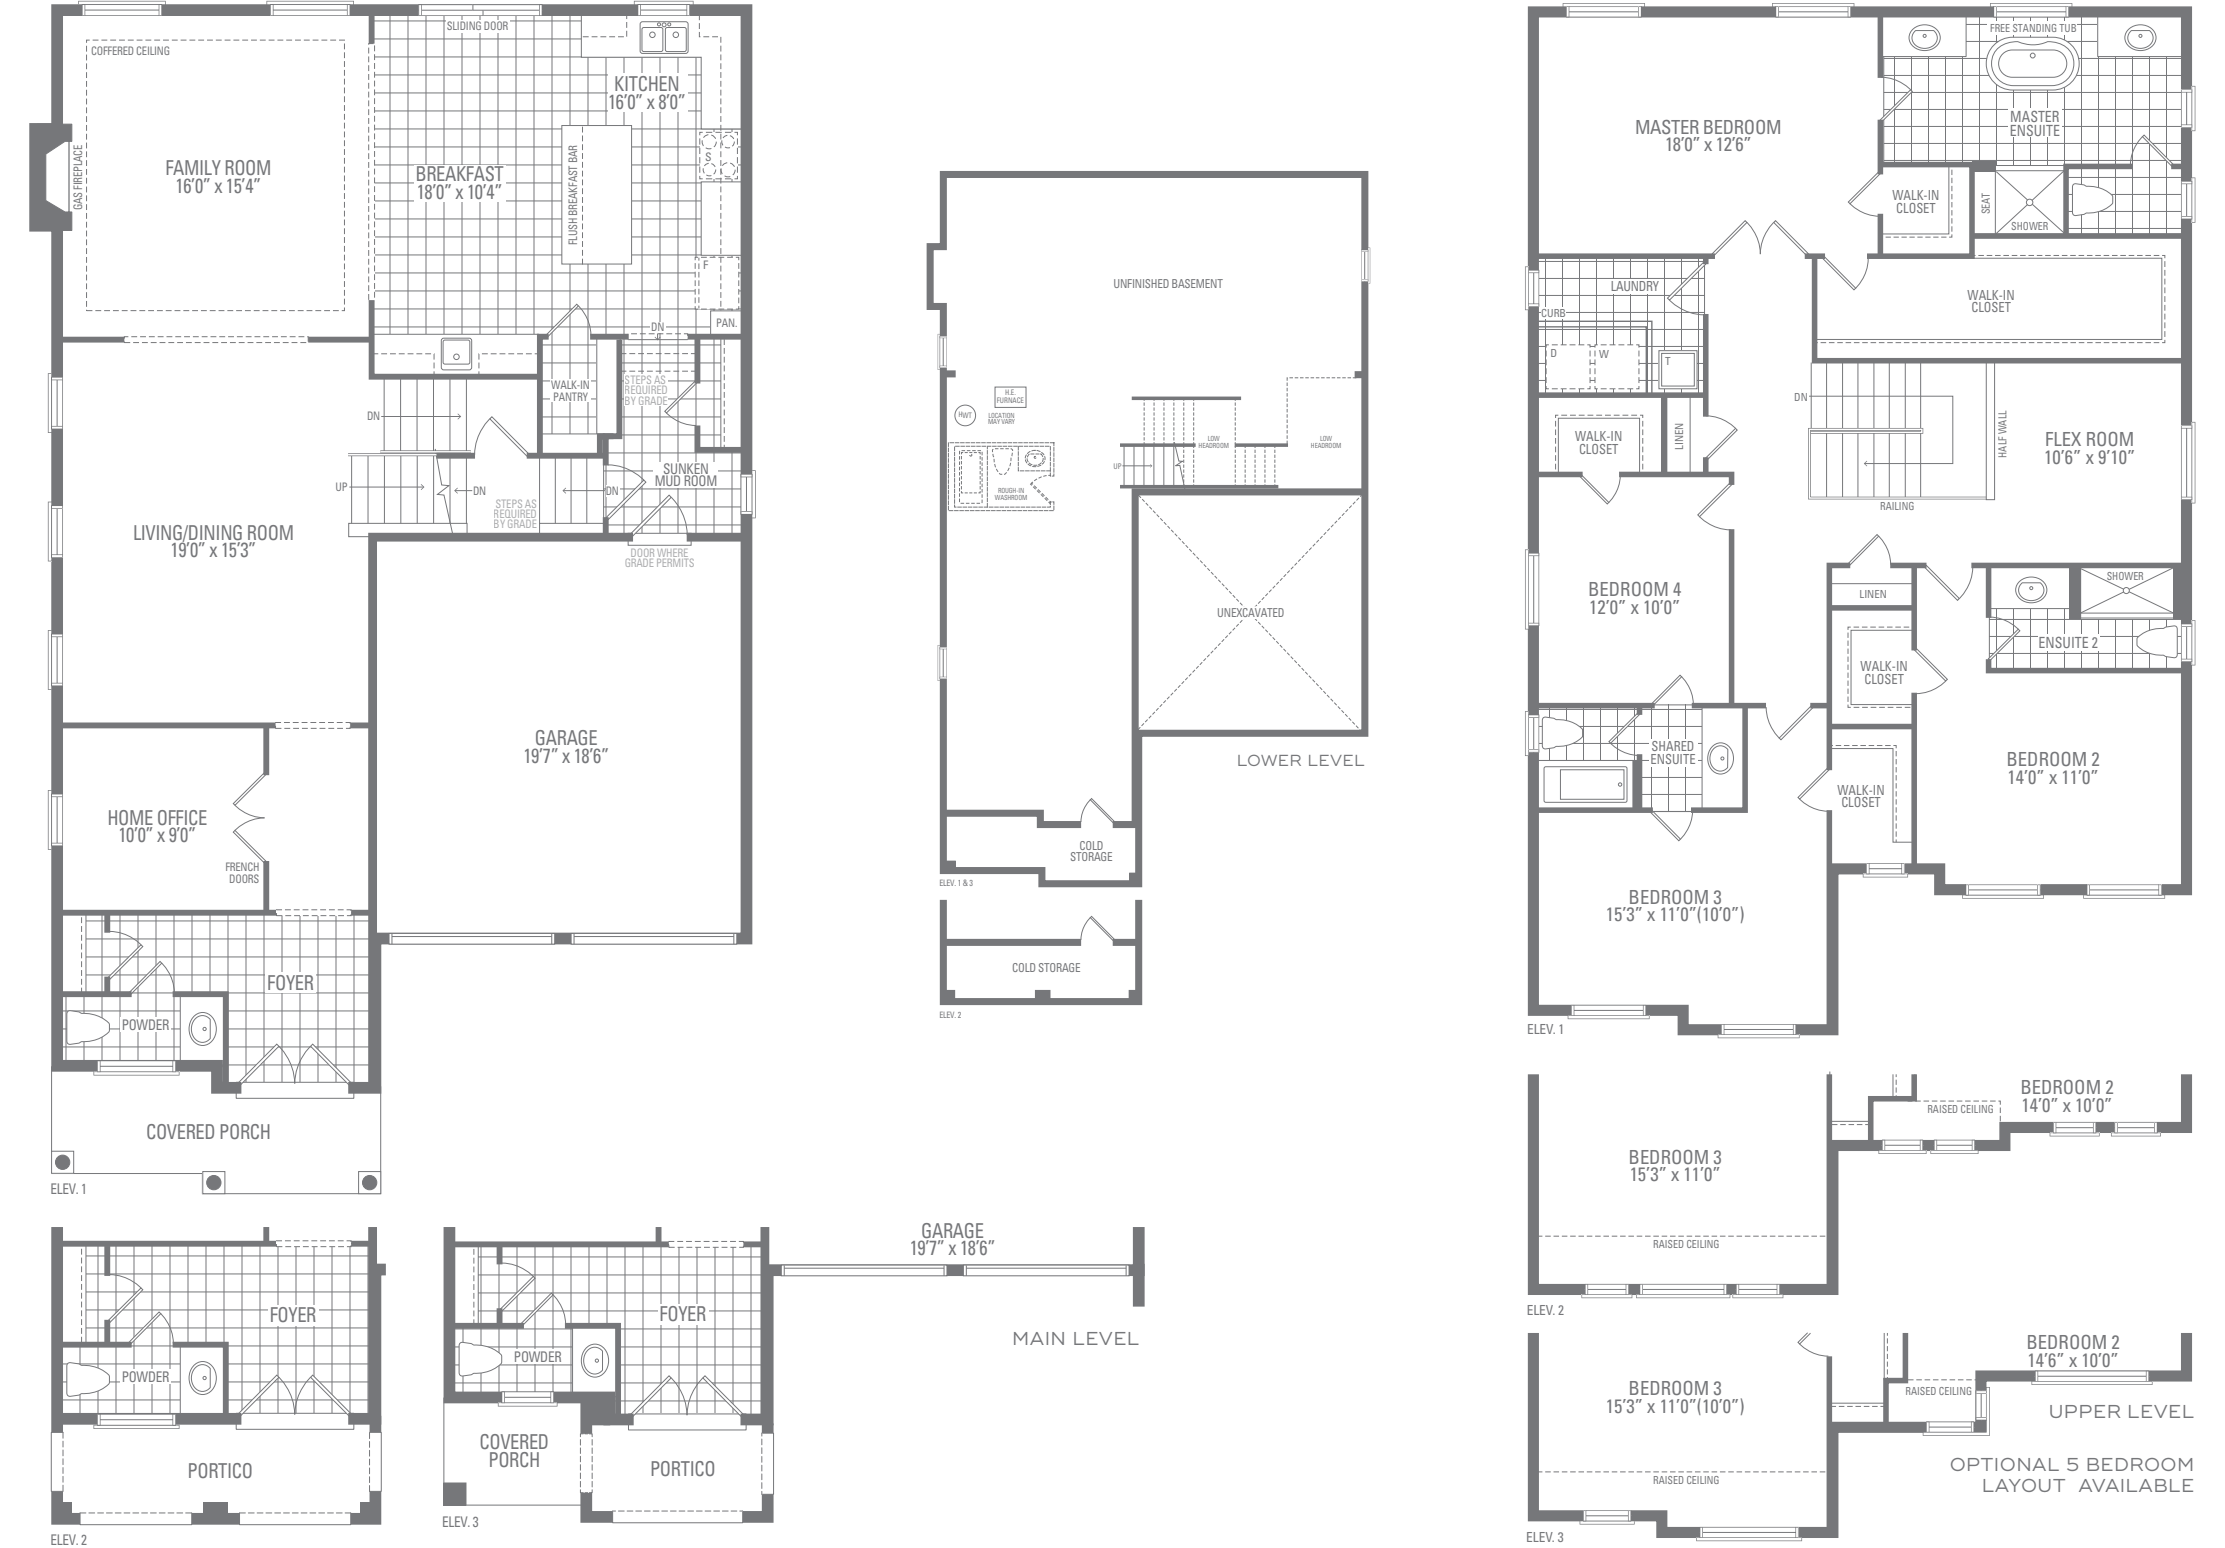 COFFERED CEILING
SLIDING DOOR
KITCHEN
16'0" x 8'0"
GAS FIREPLACE
FAMILY ROOM
16'0" x 15'4"
BREAKFAST
18'0" x 10'4"
FLUSH BREAKFAST BAR
S
F
PAN.
DN
WALK-IN
PANTRY
STEPS AS
REQUIRED
BY GRADE
DN
UP
DN
STEPS AS
REQUIRED
BY GRADE
DN
SUNKEN
MUD ROOM
LIVING/DINING ROOM
19'0" x 15'3"
DOOR WHERE
GRADE PERMITS
GARAGE
19'7" x 18'6"
HOME OFFICE
10'0" x 9'0"
FRENCH
DOORS
FOYER
POWDER
COVERED PORCH
ELEV. 1
FOYER
POWDER
PORTICO
ELEV. 2
GARAGE
19'7" x 18'6"
FOYER
POWDER
COVERED
PORCH
PORTICO
ELEV. 3
MAIN LEVEL
UNFINISHED BASEMENT
H.E.
FURNACE
HWT
LOCATION
MAY VARY
LOW
HEADROOM
LOW
HEADROOM
UP
ROUGH-IN
WASHROOM
UNEXCAVATED
LOWER LEVEL
COLD
STORAGE
ELEV. 1 & 3
COLD STORAGE
ELEV. 2
FREE STANDING TUB
MASTER BEDROOM
18'0" x 12'6"
MASTER
ENSUITE
WALK-IN
CLOSET
SEAT
SHOWER
LAUNDRY
CURB
D
W
T
WALK-IN
CLOSET
DN
HALF WALL
FLEX ROOM
10'6" x 9'10"
RAILING
WALK-IN
CLOSET
LINEN
BEDROOM 4
12'0" x 10'0"
LINEN
SHOWER
ENSUITE 2
WALK-IN
CLOSET
SHARED
ENSUITE
BEDROOM 2
14'0" x 11'0"
WALK-IN
CLOSET
BEDROOM 3
15'3" x 11'0"(10'0")
ELEV. 1
BEDROOM 2
14'0" x 10'0"
RAISED CEILING
BEDROOM 3
15'3" x 11'0"
RAISED CEILING
ELEV. 2
BEDROOM 2
14'6" x 10'0"
RAISED CEILING
BEDROOM 3
15'3" x 11'0"(10'0")
RAISED CEILING
ELEV. 3
UPPER LEVEL
OPTIONAL 5 BEDROOM
LAYOUT AVAILABLE